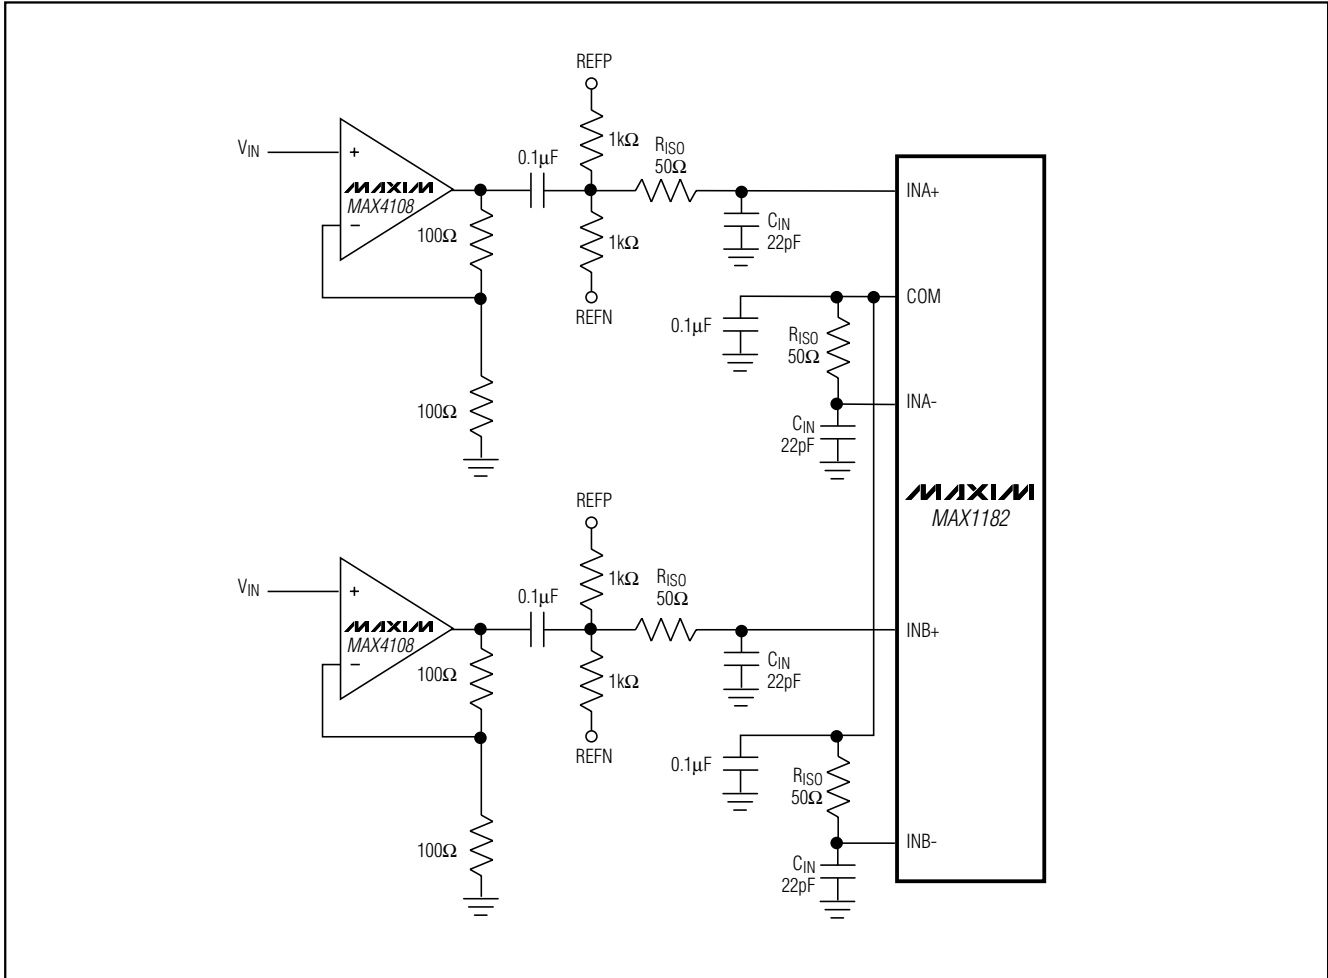 REFP
1kΩ
RISO
50Ω
VIN
+
0.1µF
MAXIM
MAX4108
INA+
−
100Ω
1kΩ
CIN
22pF
REFN
COM
0.1µF
RISO
50Ω
100Ω
INA-
CIN
22pF
MAXIM
MAX1182
REFP
1kΩ
RISO
50Ω
VIN
+
0.1µF
MAXIM
MAX4108
INB+
−
100Ω
1kΩ
CIN
22pF
REFN
0.1µF
RISO
50Ω
100Ω
INB-
CIN
22pF